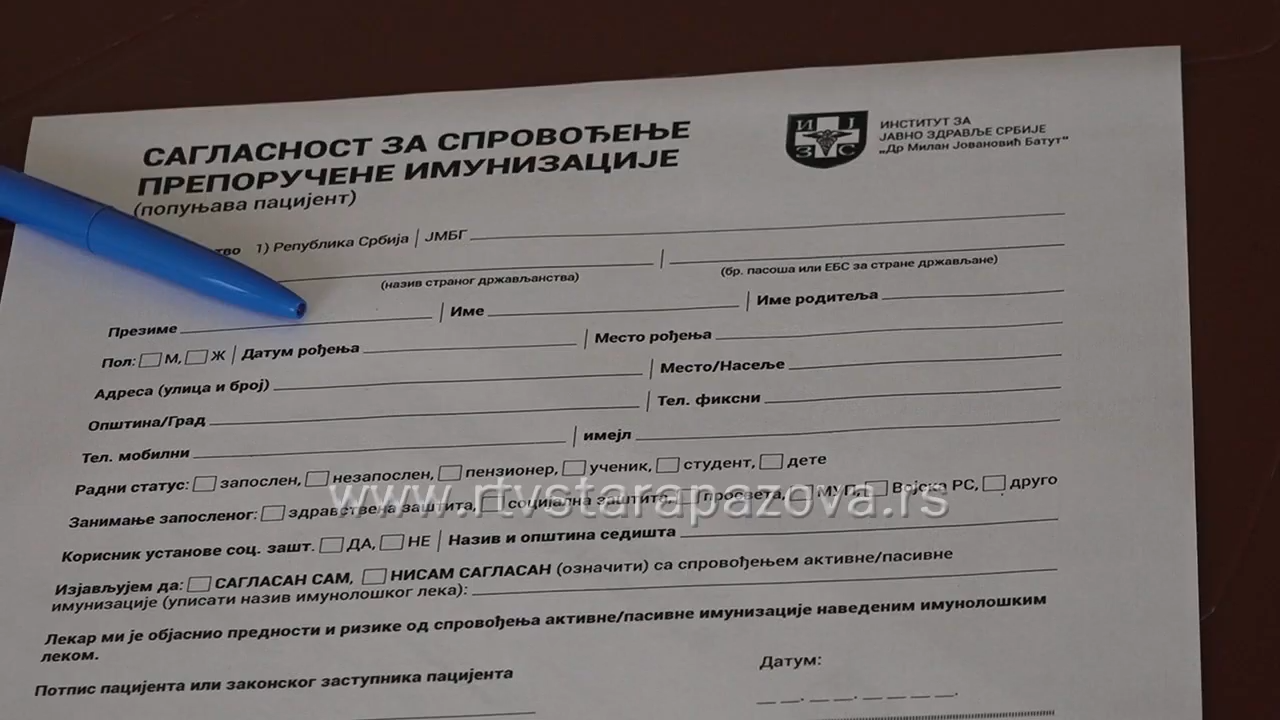 САГЛАСНОСТ ЗА СПРОВОЂЕЊЕ
ПРЕПОРУЧЕНЕ ИМУНИЗАЦИЈЕ
(попуњава пацијент)
И Ј
З С
ИНСТИТУТ ЗА
ЈАВНО ЗДРАВЉЕ СРБИЈЕ
„Др Милан Јовановић Батут“
1) Република Србија | ЈМБГ
(назив страног држављанства) (бр. пасоша или ЕБС за стране држављане)
Презиме | Име | Име родитеља
Пол: М, Ж | Датум рођења | Место рођења
Адреса (улица и број) | Место/Насеље
Општина/Град | Тел. фиксни
Тел. мобилни | имејл
Радни статус: запослен, незапослен, пензионер, ученик, студент, дете
Занимање запосленог: здравствена заштита, социјална заштита, просвета, МУП, Војска РС, друго
www.rtvstarapazova.rs
Корисник установе соц. зашт. ДА, НЕ | Назив и општина седишта
Изјављујем да: САГЛАСАН САМ, НИСАМ САГЛАСАН (означити) са спровођењем активне/пасивне
имунизације (уписати назив имунолошког лека):
Лекар ми је објаснио предности и ризике од спровођења активне/пасивне имунизације наведеним имунолошким
леком.
Потпис пацијента или законског заступника пацијента
Датум: